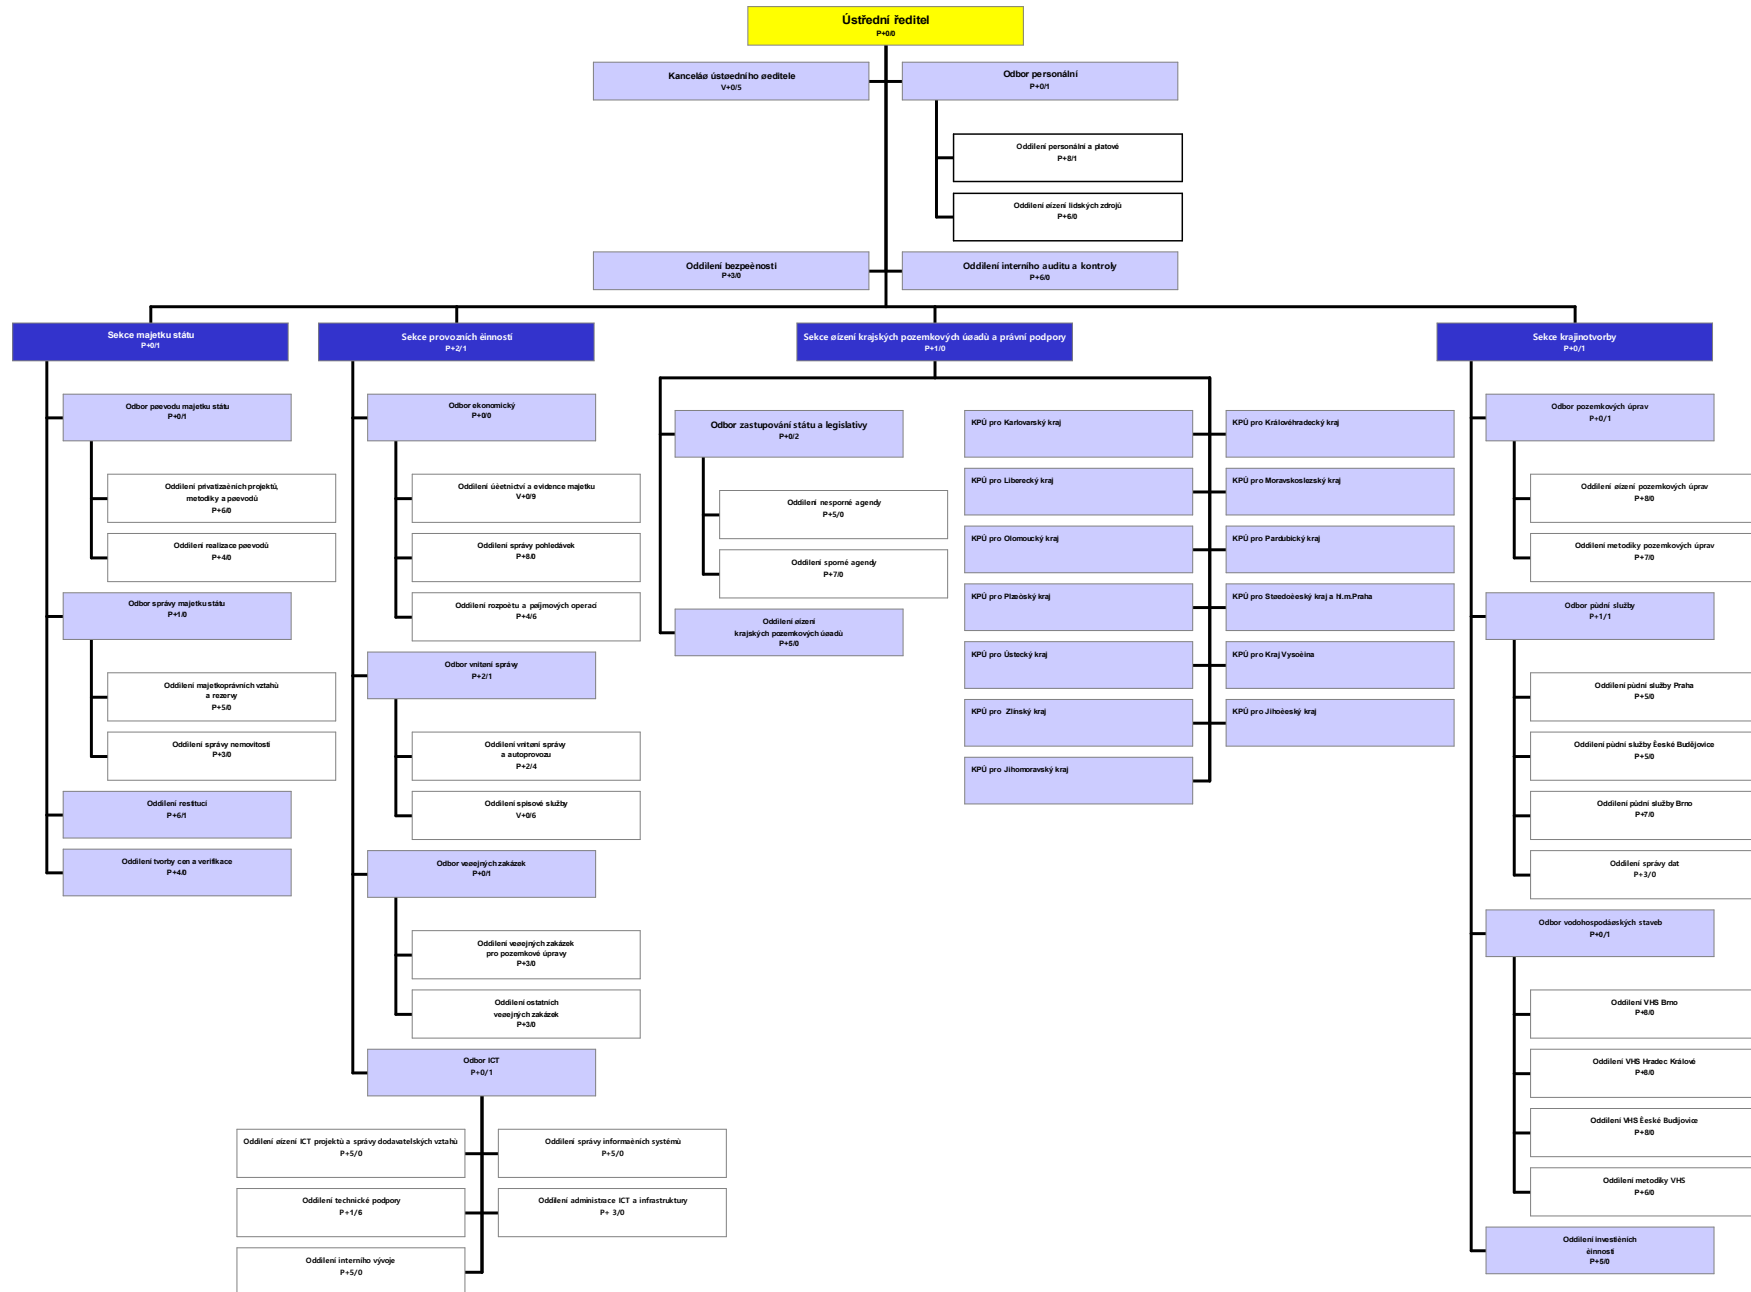 Ústřední ředitel
P+0/0
Kanceláø ústøedního øeditele
V+0/5
Odbor personální
P+0/1
Oddìlení personální a platové
P+8/1
Oddìlení øízení lidských zdrojů
P+6/0
Oddìlení bezpeènosti
P+3/0
Oddìlení interního auditu a kontroly
P+6/0
Sekce majetku státu
P+0/1
Odbor pøevodu majetku státu
P+0/1
Oddìlení privatizaèních projektů,
metodiky a pøevodù
P+6/0
Oddìlení realizace pøevodù
P+4/0
Odbor správy majetku státu
P+1/0
Oddìlení majetkoprávních vztahù
a rezervy
P+5/0
Oddìlení správy nemovitostí
P+3/0
Oddìlení restitucí
P+6/1
Oddìlení tvorby cen a verifikace
P+4/0
Sekce provozních èinností
P+2/1
Odbor ekonomický
P+0/0
Oddìlení úèetnictví a evidence majetku
V+0/9
Oddìlení správy pohledávek
P+8/0
Oddìlení rozpoètu a pøíjmových operací
P+4/6
Odbor vnitøní správy
P+2/1
Oddìlení vnitøní správy
a autoprovozu
P+2/4
Oddìlení spisové služby
V+0/6
Odbor veøejných zakázek
P+0/1
Oddìlení veøejných zakázek
pro pozemkové úpravy
P+3/0
Oddìlení ostatních
veøejných zakázek
P+3/0
Odbor ICT
P+0/1
Oddìlení øízení ICT projektù a správy dodavatelských vztahù
P+5/0
Oddìlení správy informaèních systémù
P+5/0
Oddìlení technické podpory
P+1/6
Oddìlení administrace ICT a infrastruktury
P+ 3/0
Oddìlení interního vývoje
P+5/0
Sekce øízení krajských pozemkových úøadù a právní podpory
P+1/0
Odbor zastupování státu a legislativy
P+0/2
Oddìlení nesporné agendy
P+5/0
Oddìlení sporné agendy
P+7/0
Oddìlení øízení
krajských pozemkových úøadù
P+5/0
KPÚ pro Karlovarský kraj
KPÚ pro Královéhradecký kraj
KPÚ pro Liberecký kraj
KPÚ pro Moravskoslezský kraj
KPÚ pro Olomoucký kraj
KPÚ pro Pardubický kraj
KPÚ pro Plzeòský kraj
KPÚ pro Støedoèeský kraj a hl.m.Praha
KPÚ pro Ústecký kraj
KPÚ pro Kraj Vysoèina
KPÚ pro Zlínský kraj
KPÚ pro Jihoèeský kraj
KPÚ pro Jihomoravský kraj
Sekce krajinotvorby
P+0/1
Odbor pozemkových úprav
P+0/1
Oddìlení øízení pozemkových úprav
P+8/0
Oddìlení metodiky pozemkových úprav
P+7/0
Odbor pùdní služby
P+1/1
Oddìlení pùdní služby Praha
P+5/0
Oddìlení pùdní služby Èeské Budějovice
P+5/0
Oddìlení pùdní služby Brno
P+7/0
Oddìlení správy dat
P+3/0
Odbor vodohospodáøských staveb
P+0/1
Oddìlení VHS Brno
P+8/0
Oddìlení VHS Hradec Králové
P+8/0
Oddìlení VHS Èeské Budìjovice
P+8/0
Oddìlení metodiky VHS
P+6/0
Oddìlení investièních
èinností
P+5/0